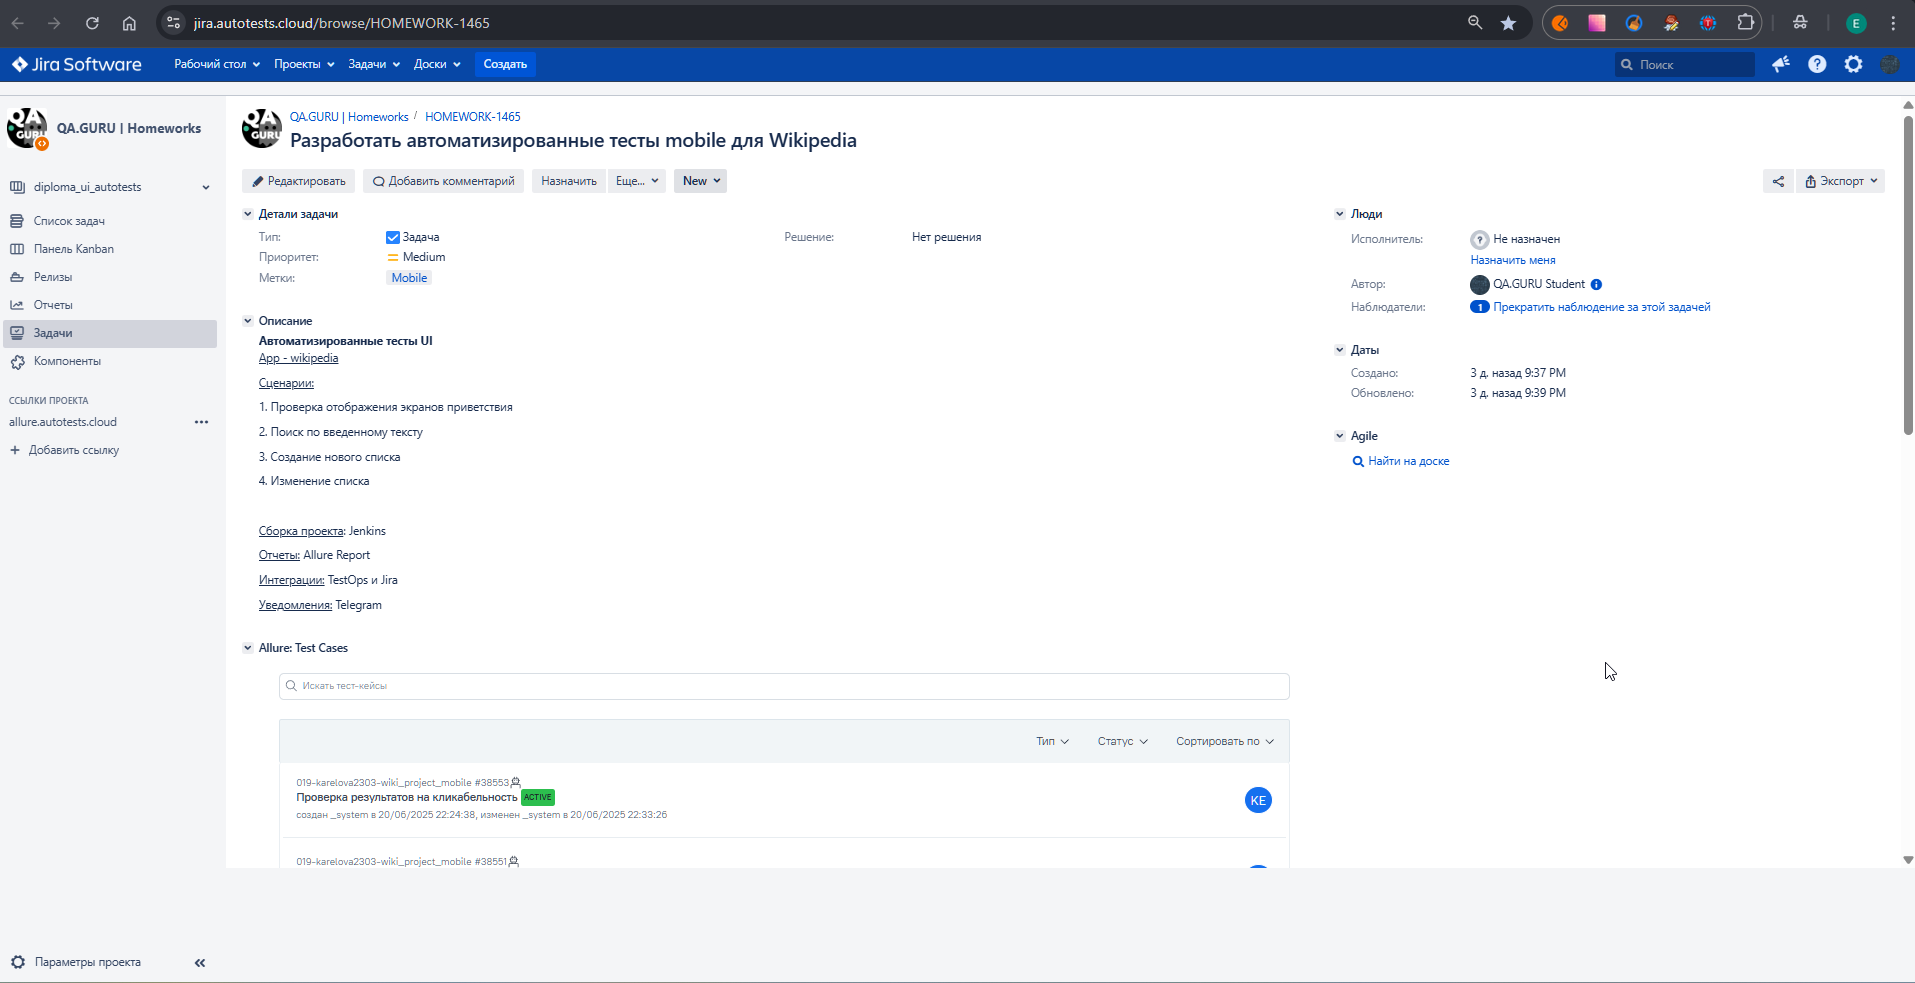 jira.autotests.cloud/browse/HOMEWORK-1465
E
Jira Software
Рабочий стол
Проекты
Задачи
Доски
Создать
Поиск
QA.GURU | Homeworks
diploma_ui_autotests
Список задач
Панель Kanban
Релизы
Отчеты
Задачи
Компоненты
ССЫЛКИ ПРОЕКТА
allure.autotests.cloud
Добавить ссылку
Параметры проекта
QA.GURU | Homeworks / HOMEWORK-1465
Разработать автоматизированные тесты mobile для Wikipedia
Редактировать
Добавить комментарий
Назначить
Еще...
New
Экспорт
Детали задачи
Тип: Задача
Решение: Нет решения
Приоритет: Medium
Метки: Mobile
Описание
Автоматизированные тесты UI
App - wikipedia
Сценарии:
1. Проверка отображения экранов приветствия
2. Поиск по введенному тексту
3. Создание нового списка
4. Изменение списка
Сборка проекта: Jenkins
Отчеты: Allure Report
Интеграции: TestOps и Jira
Уведомления: Telegram
Allure: Test Cases
Искать тест-кейсы
Тип
Статус
Сортировать по
019-karelova2303-wiki_project_mobile #38553
Проверка результатов на кликабельность ACTIVE
создан _system в 20/06/2025 22:24:38, изменен _system в 20/06/2025 22:33:26
KE
019-karelova2303-wiki_project_mobile #38551
Люди
Исполнитель: Не назначен
Назначить меня
Автор: QA.GURU Student
Наблюдатели: 1 Прекратить наблюдение за этой задачей
Даты
Создано: 3 д. назад 9:37 PM
Обновлено: 3 д. назад 9:39 PM
Agile
Найти на доске